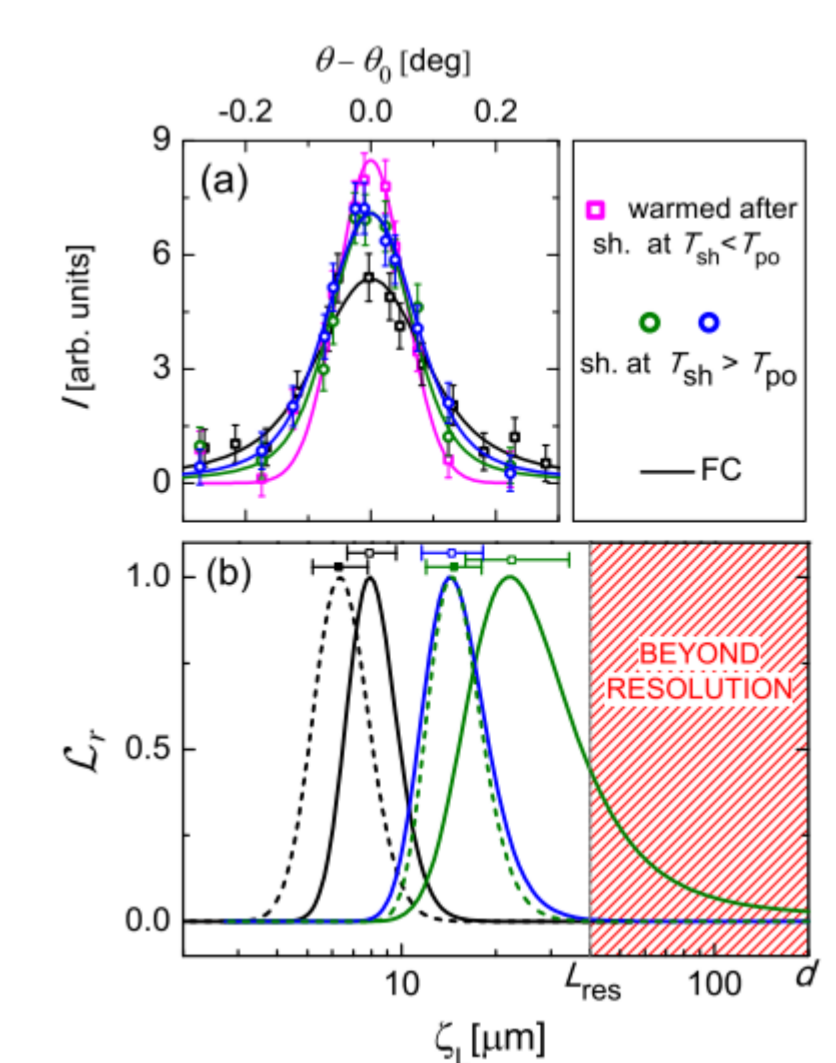 θ – θ₀ [deg]
-0.2 0.0 0.2
(a)
9
6
3
0
I [arb. units]
warmed after
sh. at Tsh<Tpo
sh. at Tsh > Tpo
FC
(b)
1.0
0.5
0.0
ℒr
BEYOND
RESOLUTION
10 Lres 100 d
ζL [μm]